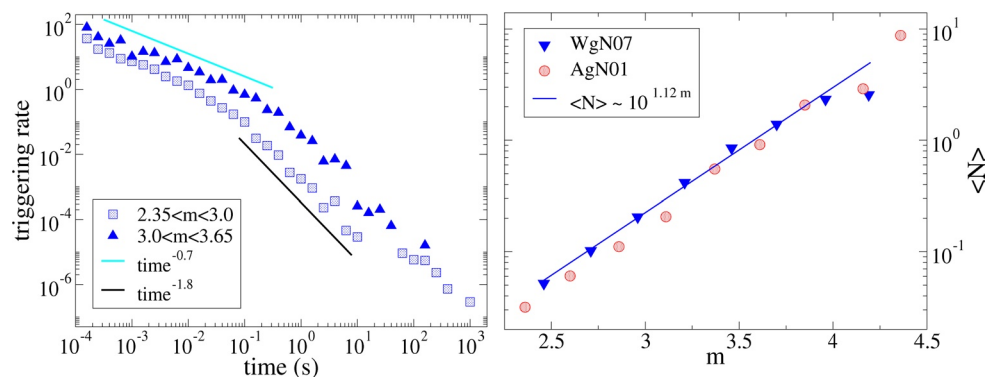 10^2
10^0
10^-2
10^-4
10^-6
triggering rate
2.35<m<3.0
3.0<m<3.65
time^-0.7
time^-1.8
10^-4 10^-3 10^-2 10^-1 10^0 10^1 10^2 10^3
time (s)
WgN07
AgN01
<N> ~ 10^1.12 m
10^1
10^0
10^-1
<N>
2.5 3 3.5 4 4.5
m